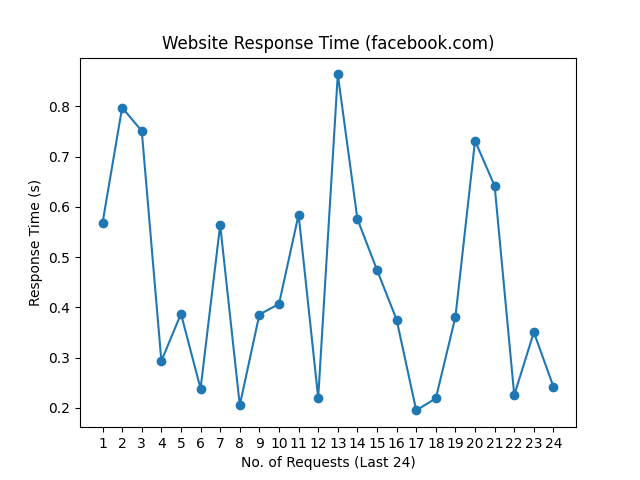 Website Response Time (facebook.com)
Response Time (s)
0.8
0.7
0.6
0.5
0.4
0.3
0.2
1 2 3 4 5 6 7 8 9 10 11 12 13 14 15 16 17 18 19 20 21 22 23 24
No. of Requests (Last 24)